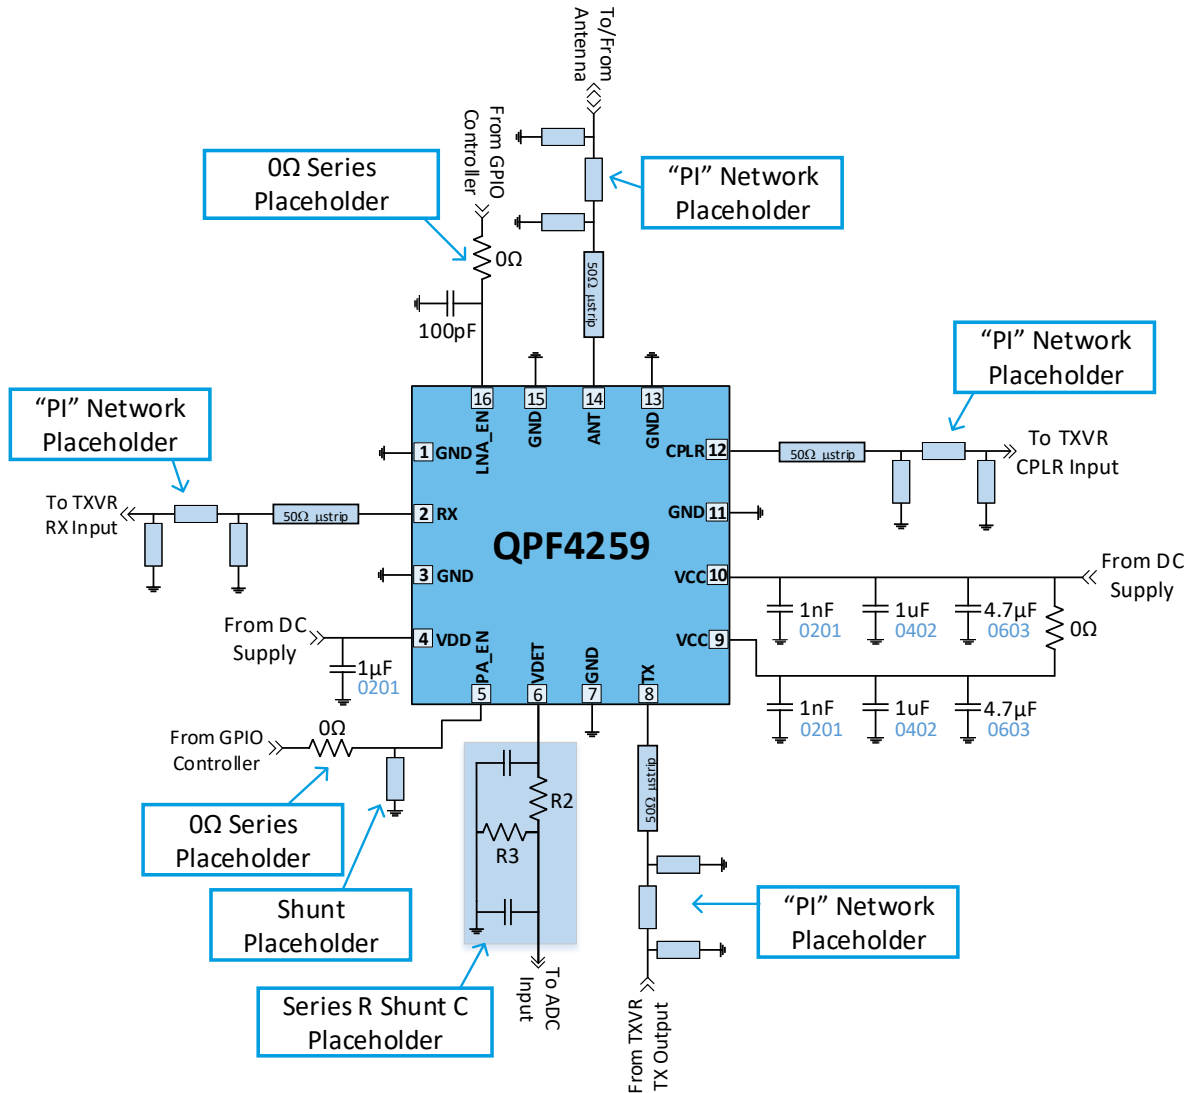 To/From
Antenna
From GPIO
Controller
0Ω Series
Placeholder
"PI" Network
Placeholder
0Ω
50Ω µstrip
100pF
"PI" Network
Placeholder
"PI" Network
Placeholder
16
15
14
13
LNA_EN
GND
ANT
GND
1
GND
CPLR
12
50Ω µstrip
To TXVR
CPLR Input
To TXVR
RX Input
50Ω µstrip
2
RX
GND
11
QPF4259
3
GND
VCC
10
From DC
Supply
1nF
0201
1uF
0402
4.7µF
0603
0Ω
From DC
Supply
4
VDD
VCC
9
1µF
0201
PA_EN
VDET
GND
TX
5
6
7
8
1nF
0201
1uF
0402
4.7µF
0603
From GPIO
Controller
0Ω
R2
R3
50Ω µstrip
0Ω Series
Placeholder
Shunt
Placeholder
"PI" Network
Placeholder
Series R Shunt C
Placeholder
To ADC
Input
From TXVR
TX Output